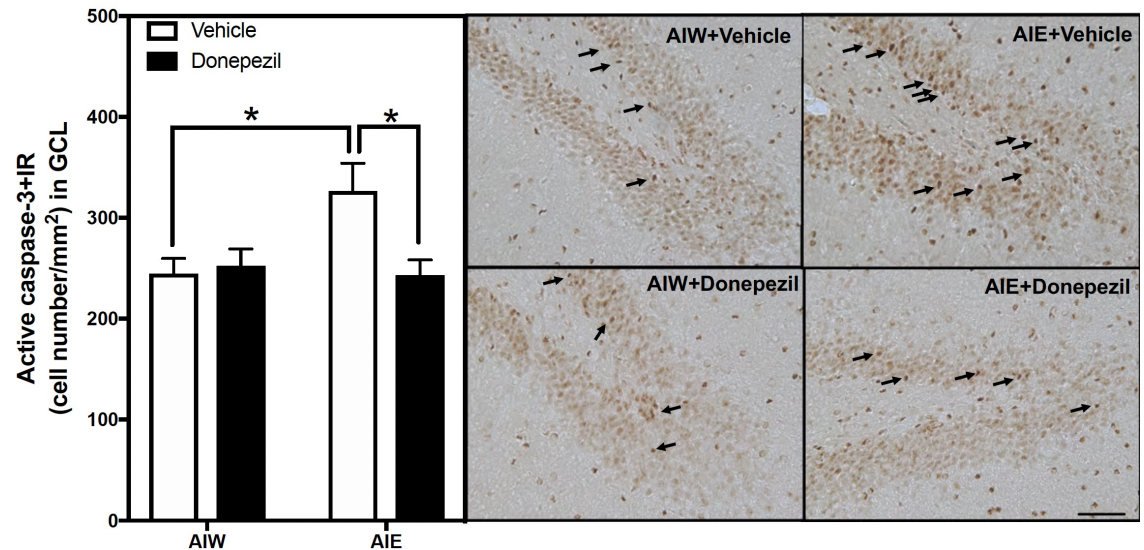 Active caspase-3+IR
(cell number/mm²) in GCL
500
400
300
200
100
0
Vehicle
Donepezil
*
*
AIW
AIE
AIW+Vehicle
AIE+Vehicle
AIW+Donepezil
AIE+Donepezil